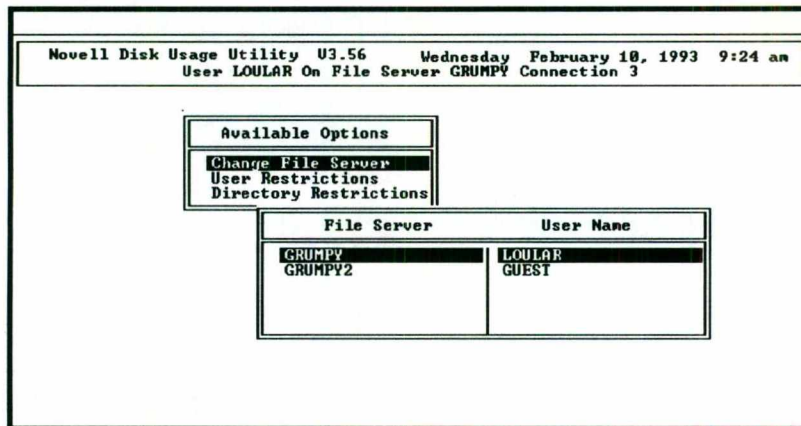 Novell Disk Usage Utility V3.56 Wednesday February 10, 1993 9:24 am
User LOULAR On File Server GRUMPY Connection 3
Available Options
Change File Server
User Restrictions
Directory Restrictions
File Server User Name
GRUMPY LOULAR
GRUMPY2 GUEST